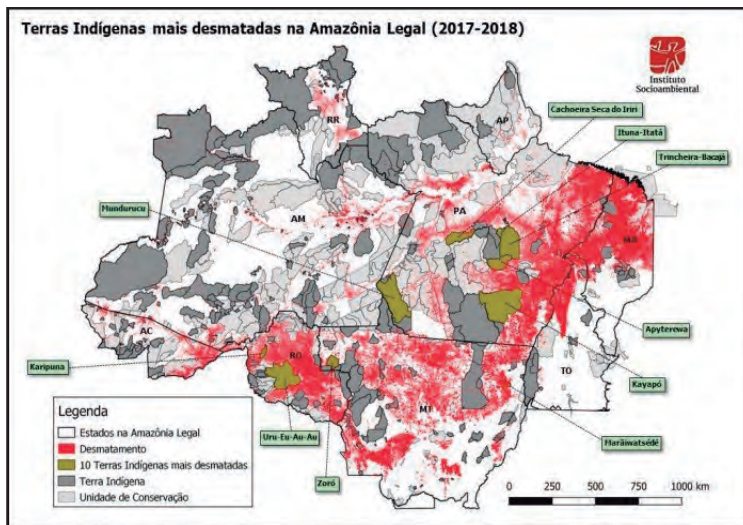 Terras Indígenas mais desmatadas na Amazônia Legal (2017-2018)
Instituto
Socioambiental
Cachoeira Seca do Iriri
RR
AP
Ituna-Itatá
Trincheira-Bacajá
Mundurucu
AM
PA
MA
AC
Apyterewa
Karipuna
RO
TO
Kayapó
MT
Legenda
Estados na Amazônia Legal
Desmatamento
10 Terras Indígenas mais desmatadas
Terra Indígena
Unidade de Conservação
Uru-Eu-Au-Au
Marãiwatsédé
Zoró
0 250 500 750 1000 km